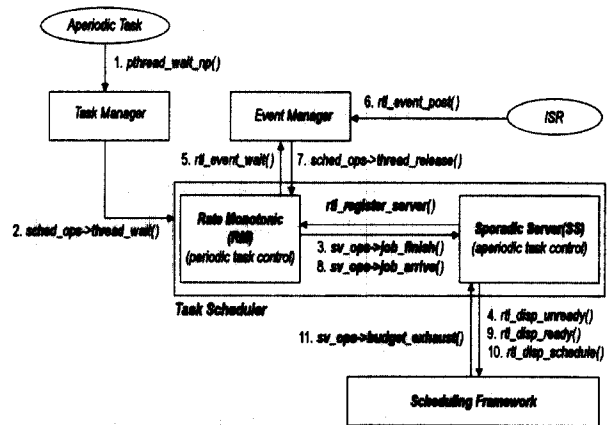 Aperiodic Task
1. pthread_wait_np()
Task Manager
Event Manager
6. rtl_event_post()
ISR
5. rtl_event_wait()
7. sched_ops->thread_release()
2. sched_ops->thread_wait()
Rate Monotonic
(RM)
(periodic task control)
rtl_register_server()
3. sv_ops->job_finish()
8. sv_ops->job_arrive()
Sporadic Server(SS)
(aperiodic task control)
Task Scheduler
11. sv_ops->budget_exhaust()
4. rtl_disp_unready()
9. rtl_disp_ready()
10. rtl_disp_schedule()
Scheduling Framework